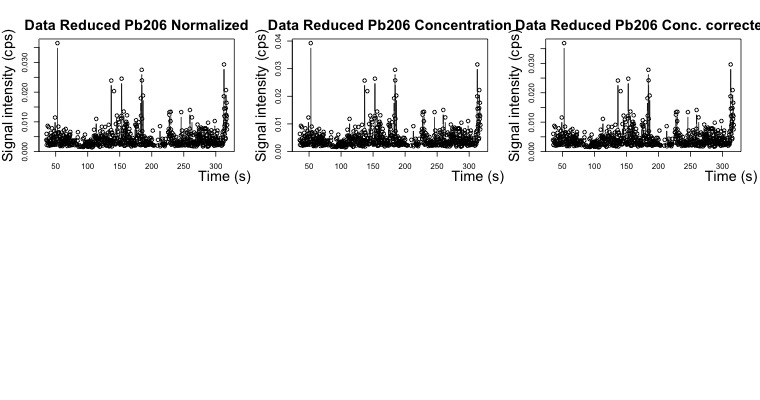 Data Reduced Pb206 Normalized
Signal intensity (cps)
0.000 0.010 0.020 0.030
50 100 150 200 250 300
Time (s)
Data Reduced Pb206 Concentration
Signal intensity (cps)
0.00 0.01 0.02 0.03 0.04
50 100 150 200 250 300
Time (s)
Data Reduced Pb206 Conc. correcte
Signal intensity (cps)
0.000 0.010 0.020 0.030
50 100 150 200 250 300
Time (s)